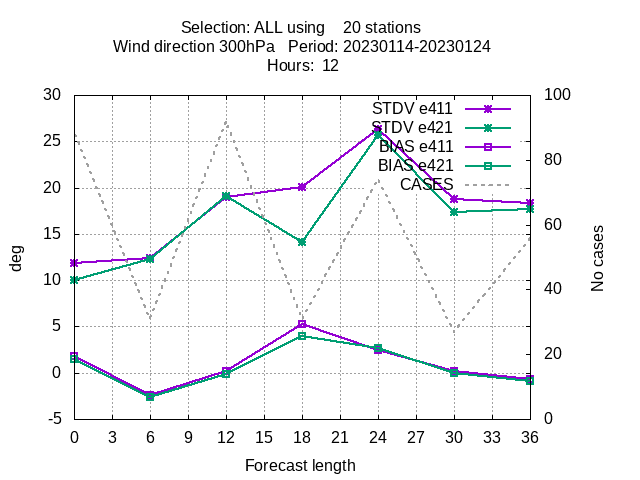 Selection: ALL using    20 stations
Wind direction 300hPa   Period: 20230114-20230124
Hours:  12
30
25
20
15
10
5
0
-5
deg
100
80
60
40
20
0
No cases
STDV e411
STDV e421
BIAS e411
BIAS e421
CASES
0 3 6 9 12 15 18 21 24 27 30 33 36
Forecast length